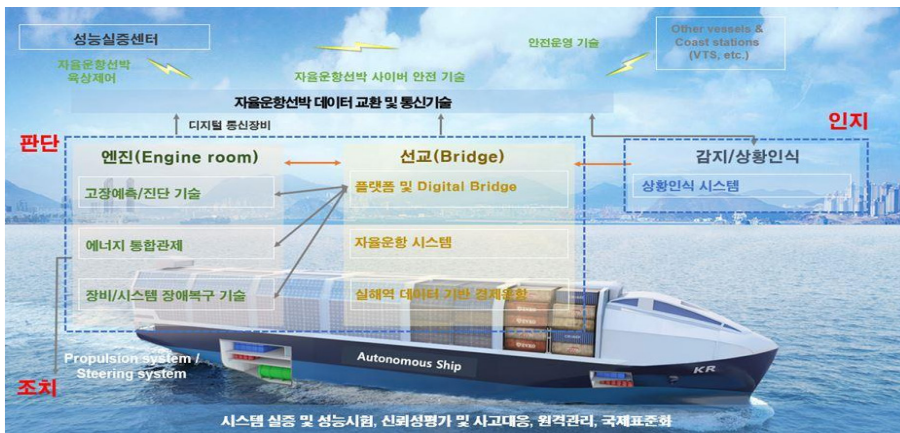 성능실증센터
자율운항선박
육상제어
자율운항선박 사이버 안전 기술
안전운영 기술
Other vessels &
Coast stations
(VTS, etc.)
자율운항선박 데이터 교환 및 통신기술
디지털 통신장비
판단
인지
엔진(Engine room)
선교(Bridge)
감지/상황인식
고장예측/진단 기술
플랫폼 및 Digital Bridge
상황인식 시스템
에너지 통합관제
자율운항 시스템
장비/시스템 장애복구 기술
실해역 데이터 기반 경제운항
Propulsion system /
Steering system
조치
Autonomous Ship
KR
시스템 실증 및 성능시험, 신뢰성평가 및 사고대응, 원격관리, 국제표준화